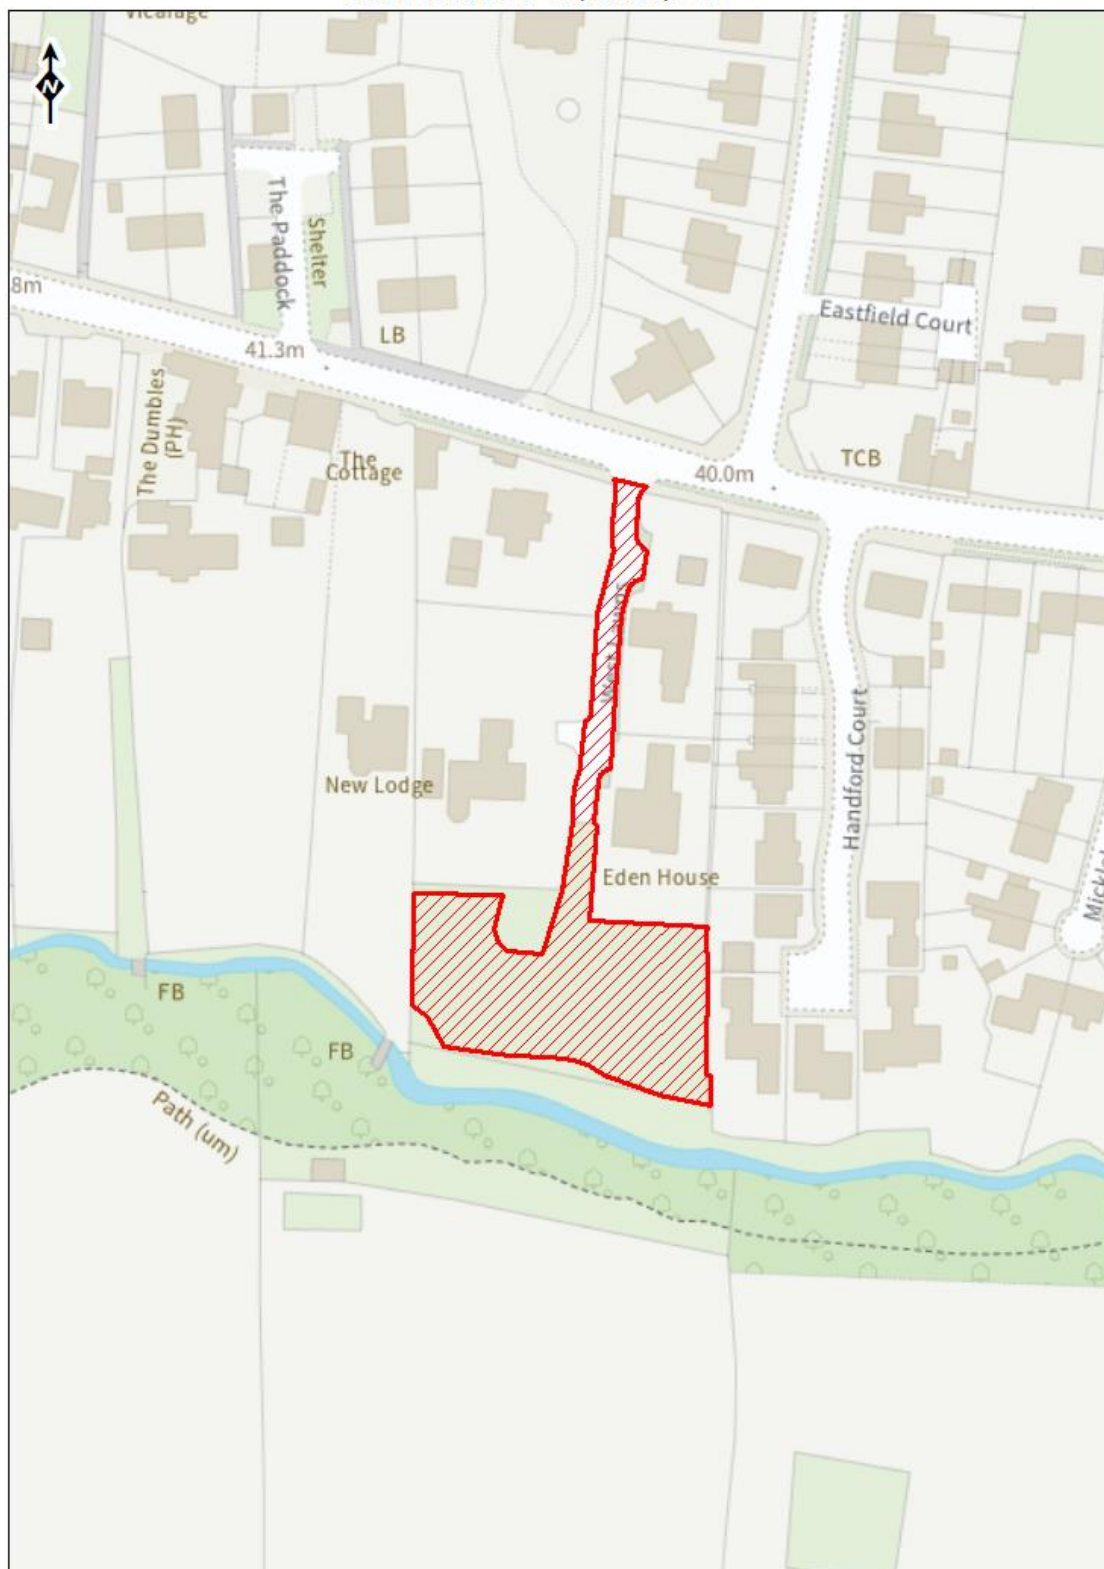 N
The Paddock
Shelter
8m
Eastfield Court
LB
41.3m
The Dumbles
(PH)
The
Cottage
40.0m
TCB
New Lodge
Handford Court
Eden House
FB
FB
Path (um)